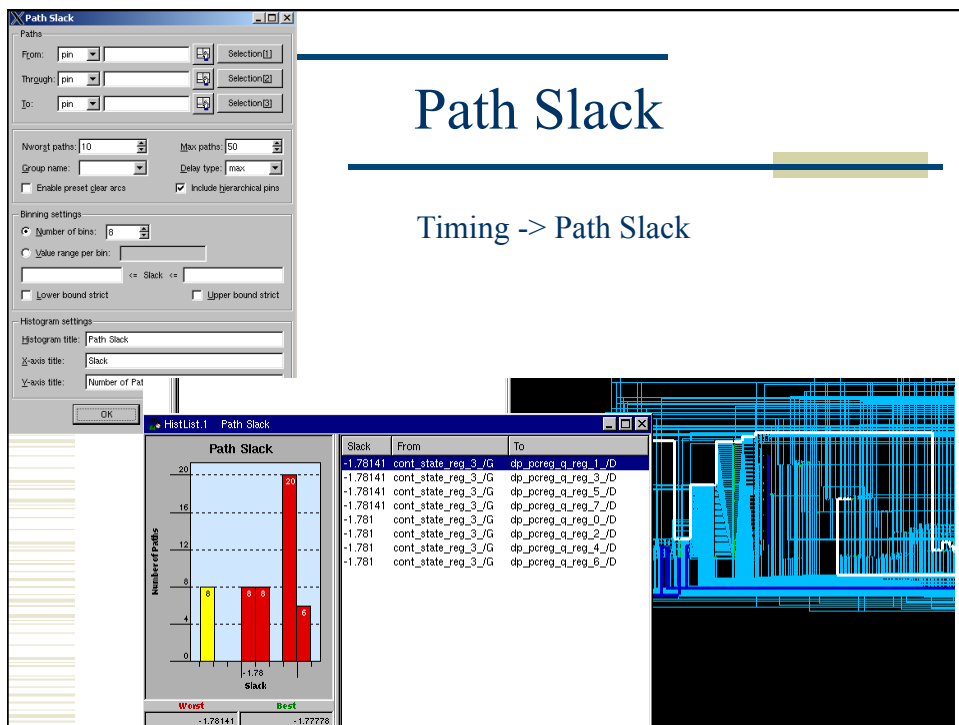 Path Slack
Paths
From: pin Selection[1]
Through: pin Selection[2]
To: pin Selection[3]
Nworst paths: 10 Max paths: 50
Group name: Delay type: max
Enable preset clear arcs Include hierarchical pins
Binning settings
Number of bins: 8
Value range per bin:
<= Slack <=
Lower bound strict Upper bound strict
Histogram settings
Histogram title: Path Slack
X-axis title: Slack
Y-axis title: Number of Pat
OK
Path Slack
Timing -> Path Slack
HistList.1 Path Slack
Path Slack
Number of Paths
20
16
12
8
4
0
8
8
8
20
6
-1.78
Slack
Worst Best
-1.78141 -1.77778
Slack From To
-1.78141 cont_state_reg_3_/G dp_pcreg_q_reg_1_/D
-1.78141 cont_state_reg_3_/G dp_pcreg_q_reg_3_/D
-1.78141 cont_state_reg_3_/G dp_pcreg_q_reg_5_/D
-1.78141 cont_state_reg_3_/G dp_pcreg_q_reg_7_/D
-1.781 cont_state_reg_3_/G dp_pcreg_q_reg_0_/D
-1.781 cont_state_reg_3_/G dp_pcreg_q_reg_2_/D
-1.781 cont_state_reg_3_/G dp_pcreg_q_reg_4_/D
-1.781 cont_state_reg_3_/G dp_pcreg_q_reg_6_/D